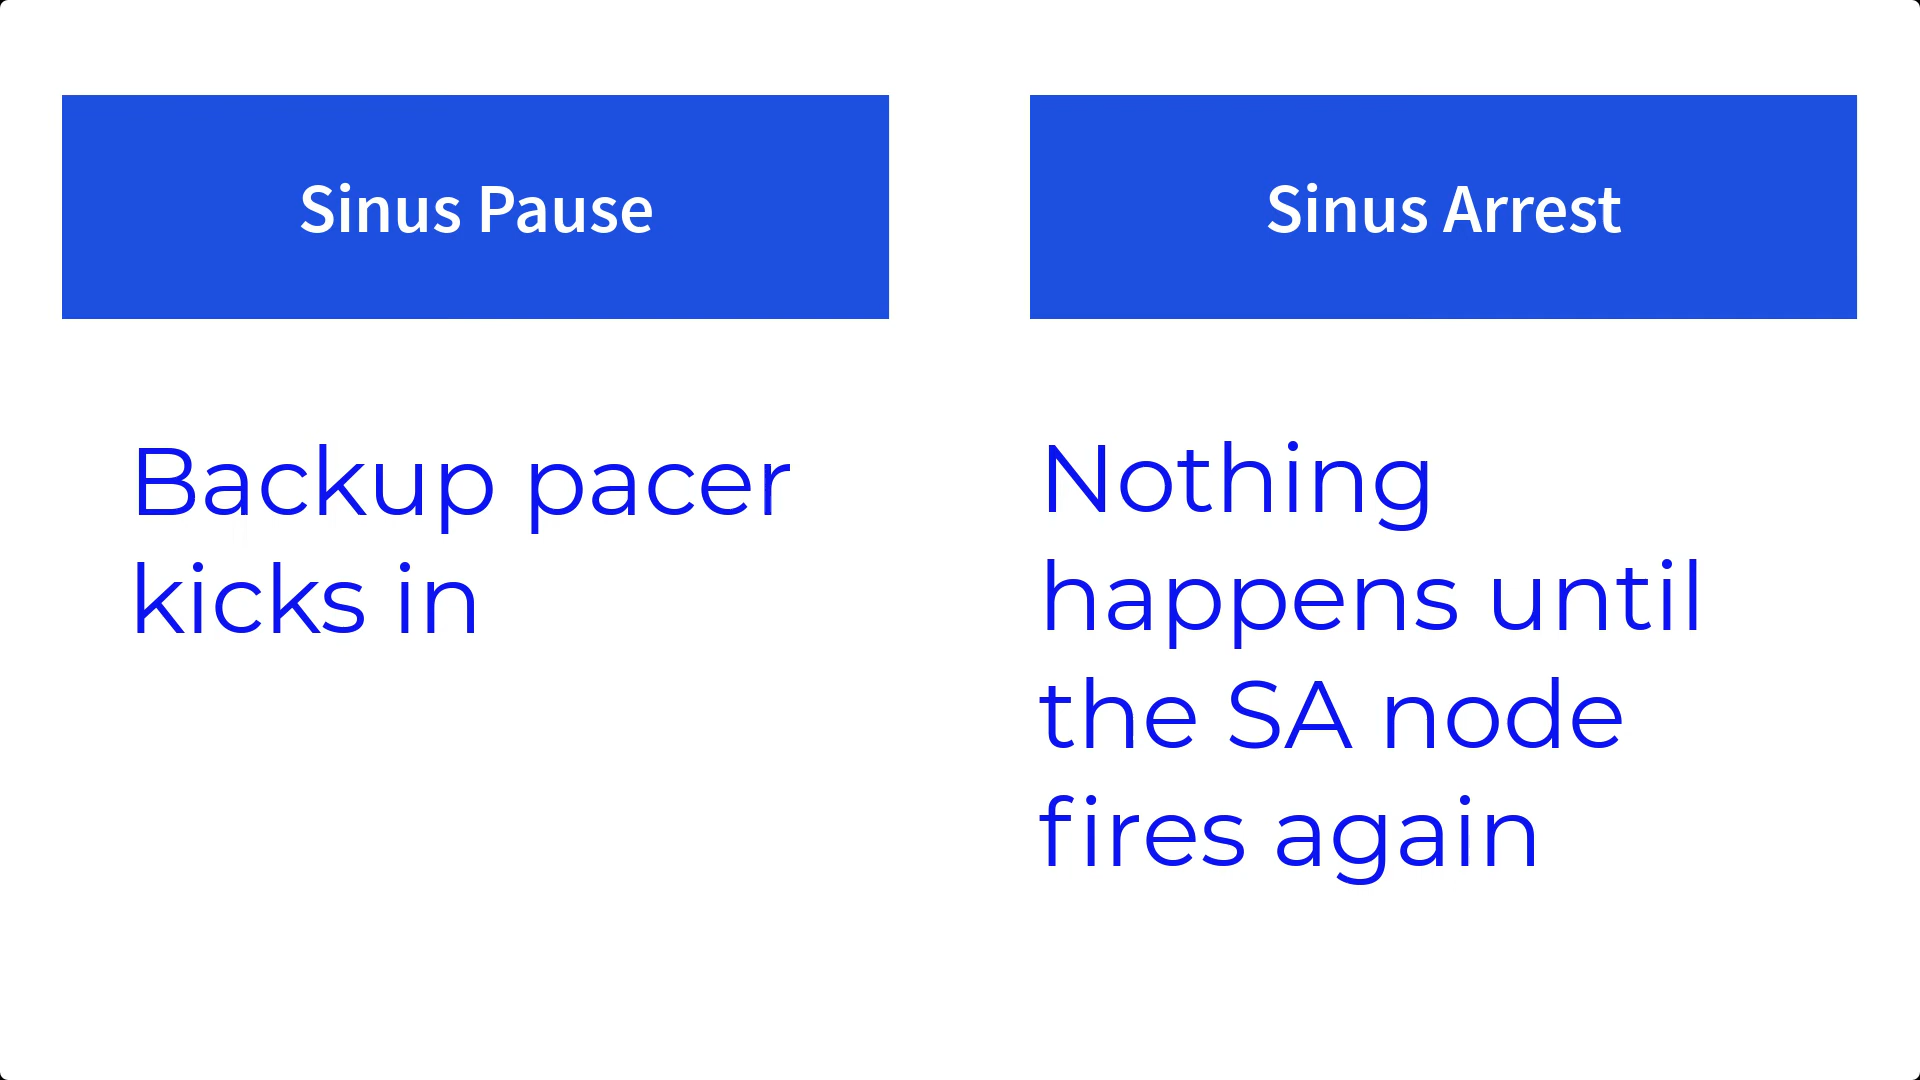 Sinus Pause
Backup pacer
kicks in
Sinus Arrest
Nothing
happens until
the SA node
fires again